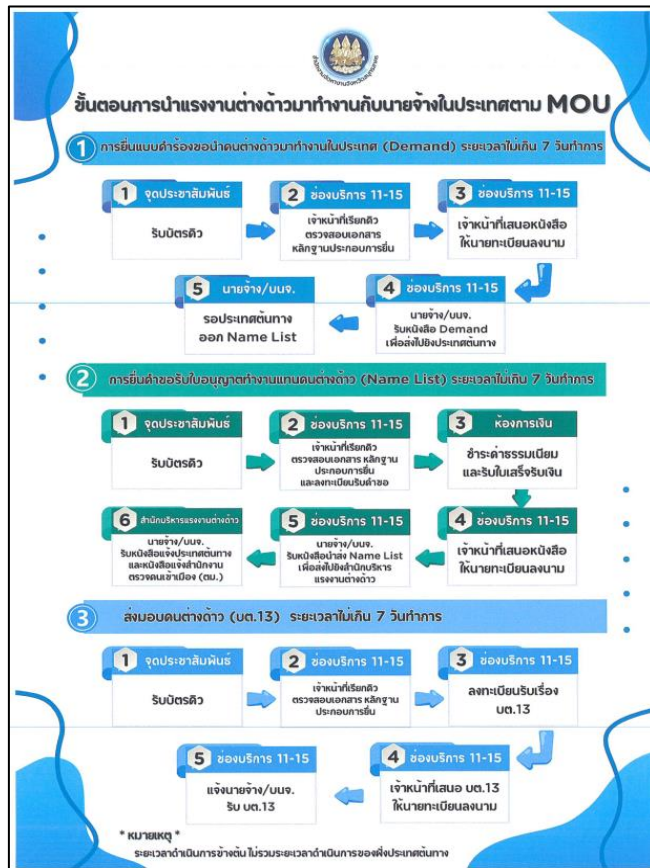 สำนักงานจัดหางานจังหวัดสมุทรสาคร
ขั้นตอนการนำแรงงานต่างด้าวมาทำงานกับนายจ้างในประเทศตาม MOU
1 การยื่นแบบคำร้องขอนำคนต่างด้าวมาทำงานในประเทศ (Demand) ระยะเวลาไม่เกิน 7 วันทำการ
1 จุดประชาสัมพันธ์
รับบัตรคิว
2 ช่องบริการ 11-15
เจ้าหน้าที่เรียกคิว
ตรวจสอบเอกสาร
หลักฐานประกอบการยื่น
3 ช่องบริการ 11-15
เจ้าหน้าที่เสนอหนังสือ
ให้นายทะเบียนลงนาม
4 ช่องบริการ 11-15
นายจ้าง/บนจ.
รับหนังสือ Demand
เพื่อส่งไปยังประเทศต้นทาง
5 นายจ้าง/บนจ.
รอประเทศต้นทาง
ออก Name List
2 การยื่นคำขอรับใบอนุญาตทำงานแทนคนต่างด้าว (Name List) ระยะเวลาไม่เกิน 7 วันทำการ
1 จุดประชาสัมพันธ์
รับบัตรคิว
2 ช่องบริการ 11-15
เจ้าหน้าที่เรียกคิว
ตรวจสอบเอกสาร หลักฐาน
ประกอบการยื่น
และลงทะเบียนรับคำขอ
3 ห้องการเงิน
ชำระค่าธรรมเนียม
และรับใบเสร็จรับเงิน
4 ช่องบริการ 11-15
เจ้าหน้าที่เสนอหนังสือ
ให้นายทะเบียนลงนาม
5 ช่องบริการ 11-15
นายจ้าง/บนจ.
รับหนังสือนำส่ง Name List
เพื่อส่งไปยังสำนักบริหาร
แรงงานต่างด้าว
6 สำนักบริหารแรงงานต่างด้าว
นายจ้าง/บนจ.
รับหนังสือแจ้งประเทศต้นทาง
และหนังสือแจ้งสำนักงาน
ตรวจคนเข้าเมือง (ตม.)
3 ส่งมอบคนต่างด้าว (บต.13) ระยะเวลาไม่เกิน 7 วันทำการ
1 จุดประชาสัมพันธ์
รับบัตรคิว
2 ช่องบริการ 11-15
เจ้าหน้าที่เรียกคิว
ตรวจสอบเอกสาร หลักฐาน
ประกอบการยื่น
3 ช่องบริการ 11-15
ลงทะเบียนรับเรื่อง
บต.13
4 ช่องบริการ 11-15
เจ้าหน้าที่เสนอ บต.13
ให้นายทะเบียนลงนาม
5 ช่องบริการ 11-15
แจ้งนายจ้าง/บนจ.
รับ บต.13
* หมายเหตุ *
ระยะเวลาดำเนินการข้างต้น ไม่รวมระยะเวลาดำเนินการของฝั่งประเทศต้นทาง